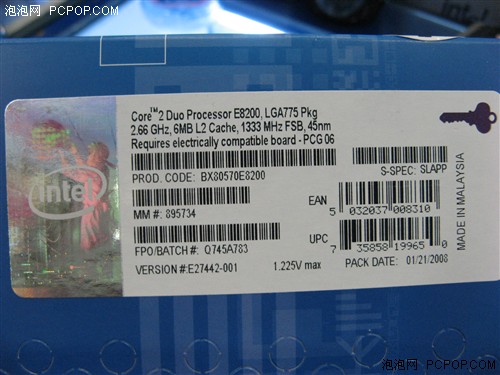 泡泡网 PCPOP.COM
Core™2 Duo Processor E8200, LGA775 Pkg
2.66 GHz, 6MB L2 Cache, 1333 MHz FSB, 45nm
Requires electrically compatible board - PCG 06
PROD. CODE: BX80570E8200
S-SPEC: SLAPP
MM #: 895734
EAN
5 032037 008310
FPO/BATCH #: Q745A783
UPC
7 35858 19965 0
VERSION #:E27442-001
1.225V max
PACK DATE: 01/21/2008
MADE IN MALAYSIA
intel
泡泡网 PCPOP.COM